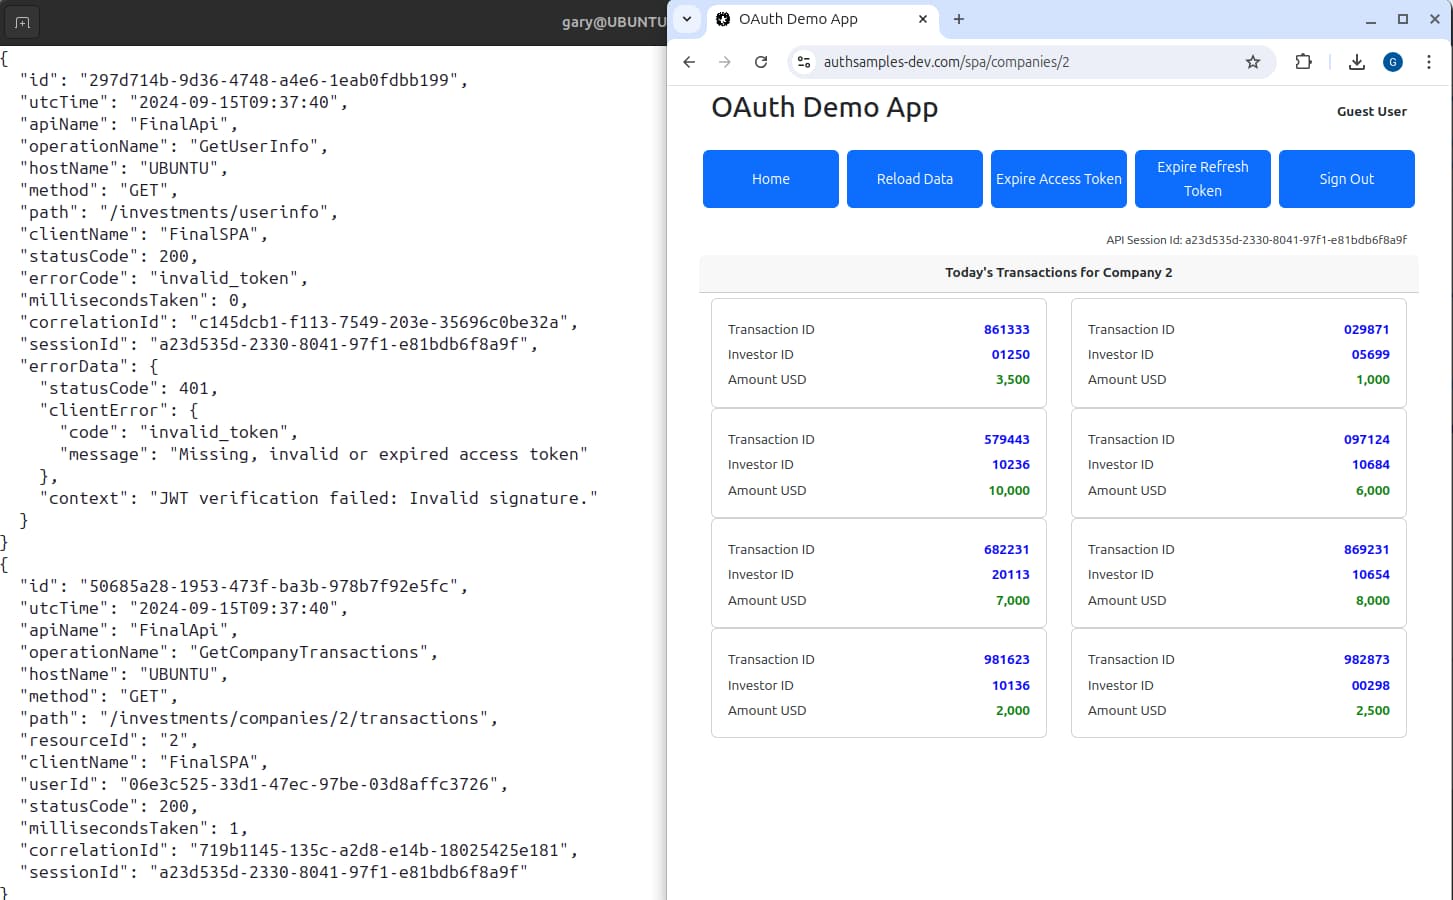 gary@UBUNTU
{
  "id": "297d714b-9d36-4748-a4e6-1eab0fdbb199",
  "utcTime": "2024-09-15T09:37:40",
  "apiName": "FinalApi",
  "operationName": "GetUserInfo",
  "hostName": "UBUNTU",
  "method": "GET",
  "path": "/investments/userinfo",
  "clientName": "FinalSPA",
  "statusCode": 200,
  "errorCode": "invalid_token",
  "millisecondsTaken": 0,
  "correlationId": "c145dcb1-f113-7549-203e-35696c0be32a",
  "sessionId": "a23d535d-2330-8041-97f1-e81bdb6f8a9f",
  "errorData": {
    "statusCode": 401,
    "clientError": {
      "code": "invalid_token",
      "message": "Missing, invalid or expired access token"
    },
    "context": "JWT verification failed: Invalid signature."
  }
}
{
  "id": "50685a28-1953-473f-ba3b-978b7f92e5fc",
  "utcTime": "2024-09-15T09:37:40",
  "apiName": "FinalApi",
  "operationName": "GetCompanyTransactions",
  "hostName": "UBUNTU",
  "method": "GET",
  "path": "/investments/companies/2/transactions",
  "resourceId": "2",
  "clientName": "FinalSPA",
  "userId": "06e3c525-33d1-47ec-97be-03d8affc3726",
  "statusCode": 200,
  "millisecondsTaken": 1,
  "correlationId": "719b1145-135c-a2d8-e14b-18025425e181",
  "sessionId": "a23d535d-2330-8041-97f1-e81bdb6f8a9f"
}
OAuth Demo App
authsamples-dev.com/spa/companies/2
G
OAuth Demo App
Guest User
Home
Reload Data
Expire Access Token
Expire Refresh
Token
Sign Out
API Session Id: a23d535d-2330-8041-97f1-e81bdb6f8a9f
Today's Transactions for Company 2
Transaction ID 861333
Investor ID 01250
Amount USD 3,500
Transaction ID 029871
Investor ID 05699
Amount USD 1,000
Transaction ID 579443
Investor ID 10236
Amount USD 10,000
Transaction ID 097124
Investor ID 10684
Amount USD 6,000
Transaction ID 682231
Investor ID 20113
Amount USD 7,000
Transaction ID 869231
Investor ID 10654
Amount USD 8,000
Transaction ID 981623
Investor ID 10136
Amount USD 2,000
Transaction ID 982873
Investor ID 00298
Amount USD 2,500